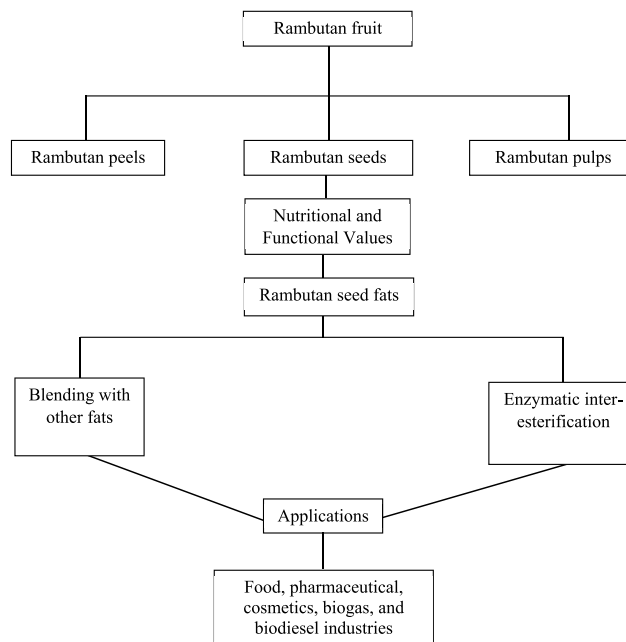 Rambutan fruit
Rambutan peels
Rambutan seeds
Rambutan pulps
Nutritional and
Functional Values
Rambutan seed fats
Blending with
other fats
Enzymatic inter-
esterification
Applications
Food, pharmaceutical,
cosmetics, biogas, and
biodiesel industries